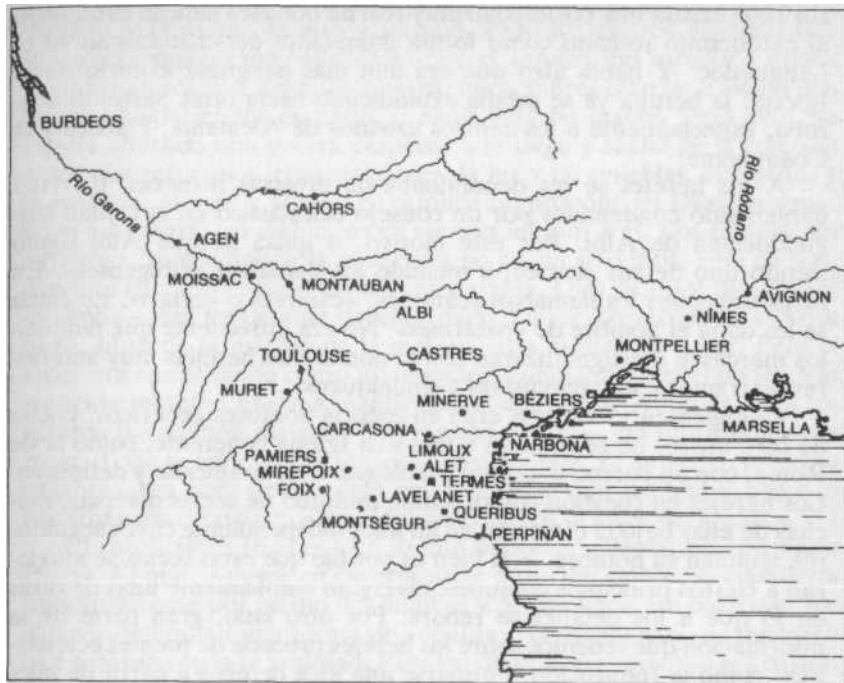 BURDEOS
Río Garona
CAHORS
Río Ródano
AGEN
MOISSAC
MONTAUBAN
ALBI
AVIGNON
NÎMES
TOULOUSE
CASTRES
MONTPELLIER
MURET
MINERVE
BÉZIERS
MARSELLA
CARCASONA
LIMOUX
NARBONA
PAMIERS
MIREPOIX
ALET
TERMES
FOIX
LAVELANET
QUERIBUS
MONTSÉGUR
PERPIÑAN